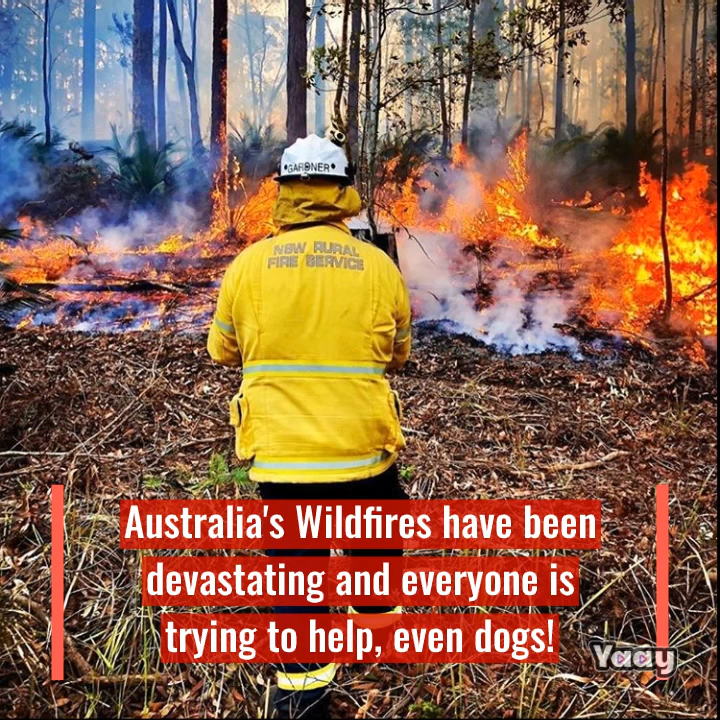 •GARDNER•
NSW RURAL
FIRE SERVICE
Australia's Wildfires have been
devastating and everyone is
trying to help, even dogs!
Yaay